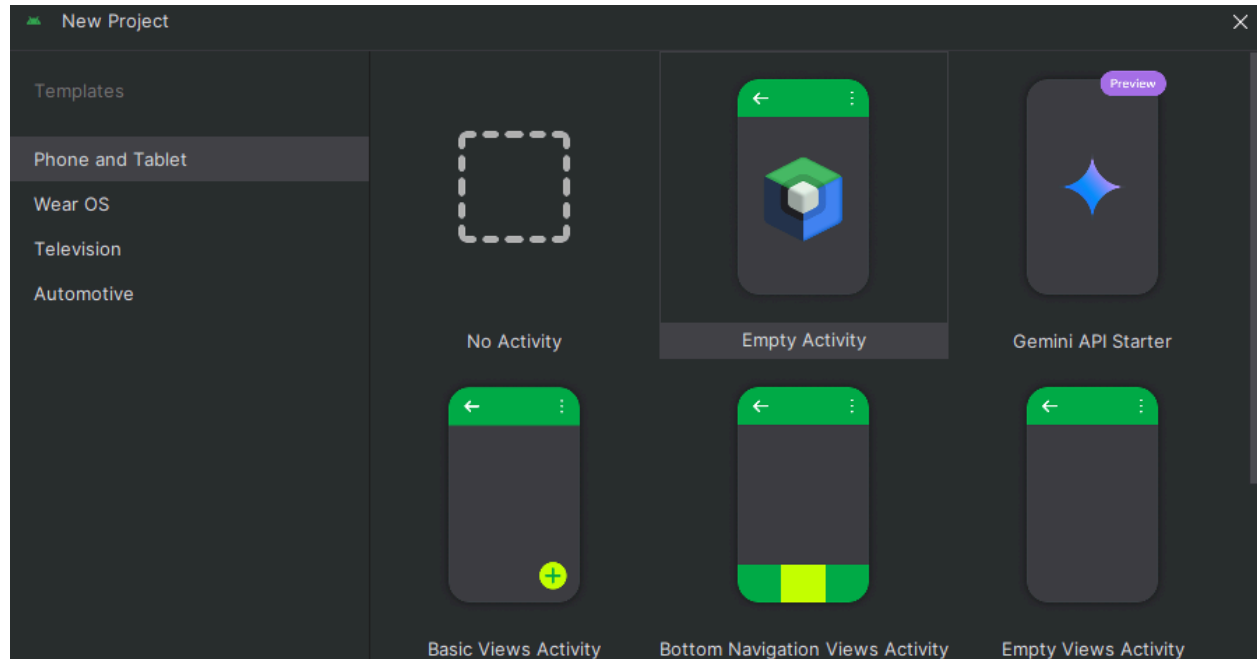 New Project
Templates
Phone and Tablet
Wear OS
Television
Automotive
Preview
No Activity
Empty Activity
Gemini API Starter
Basic Views Activity
Bottom Navigation Views Activity
Empty Views Activity